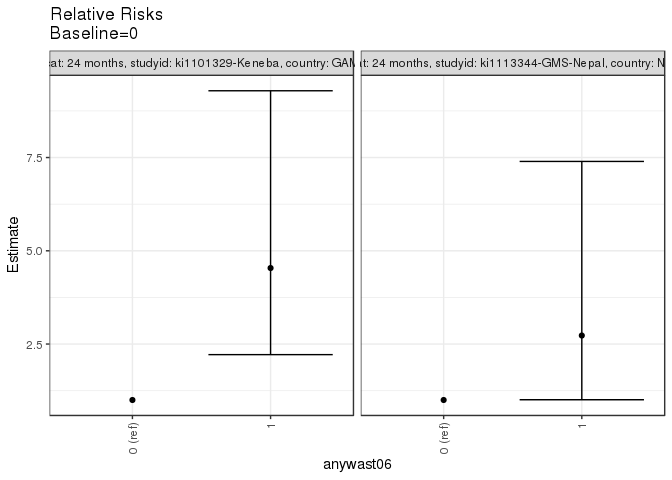 Relative Risks
Baseline=0
at: 24 months, studyid: ki1101329-Keneba, country: GAM
t: 24 months, studyid: ki1113344-GMS-Nepal, country: N
Estimate
7.5
5.0
2.5
0 (ref)
1
0 (ref)
1
anywast06